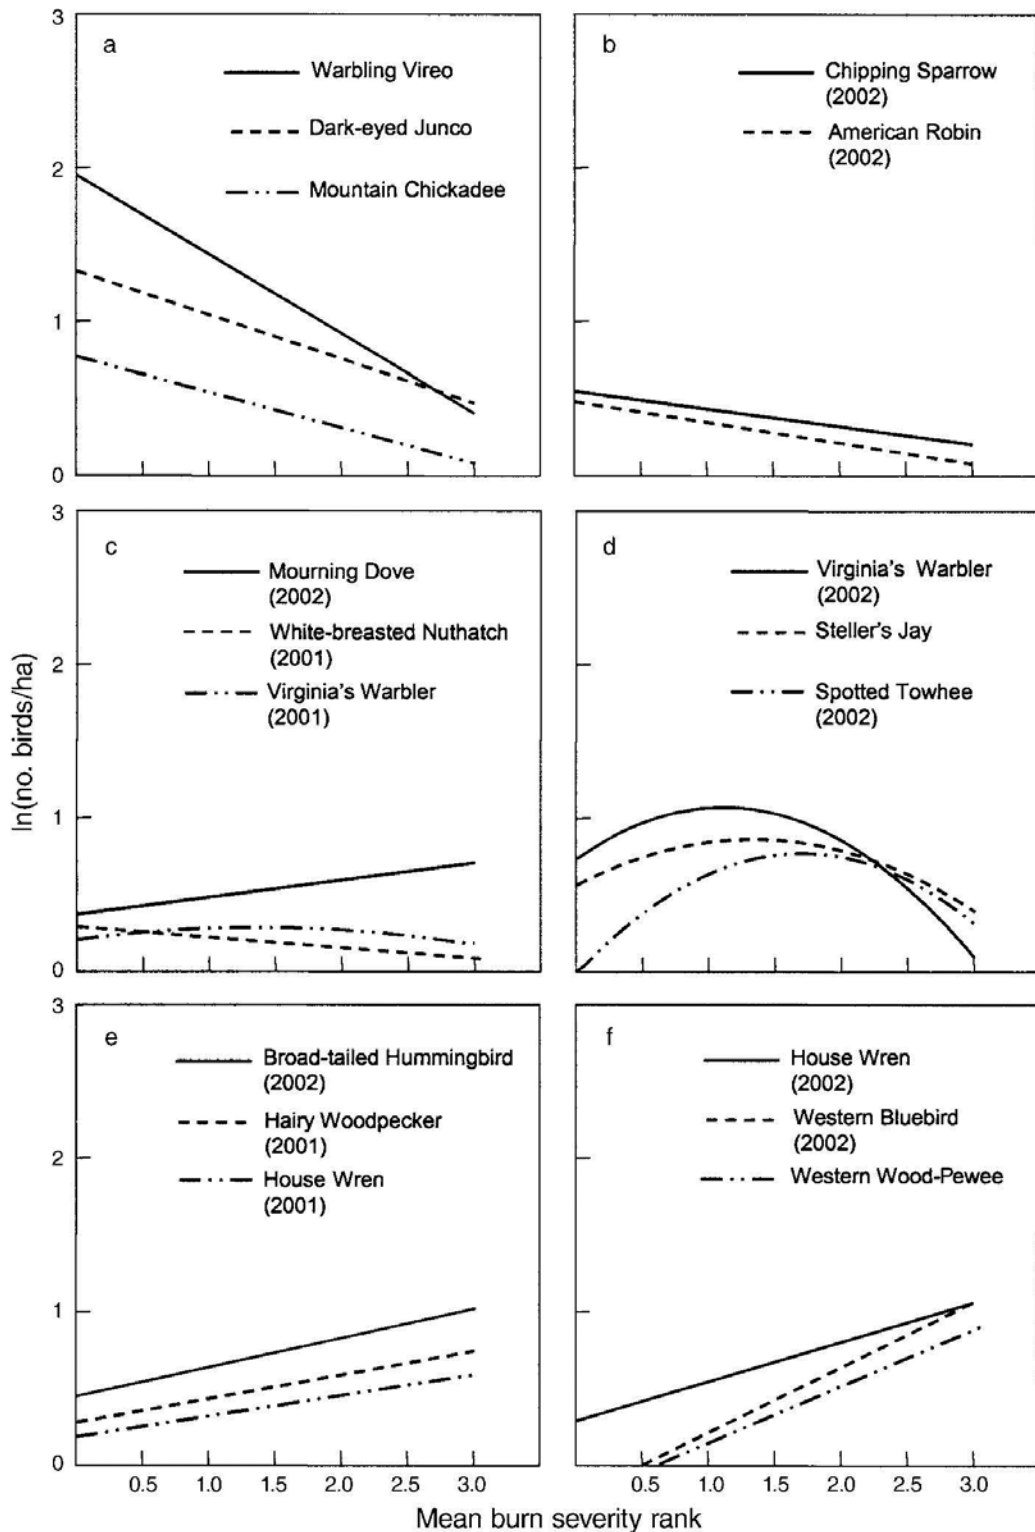 3
a
Warbling Vireo
Dark-eyed Junco
Mountain Chickadee
2
1
0
b
Chipping Sparrow
(2002)
American Robin
(2002)
3
c
Mourning Dove
(2002)
White-breasted Nuthatch
(2001)
Virginia's Warbler
(2001)
2
1
0
d
Virginia's Warbler
(2002)
Steller's Jay
Spotted Towhee
(2002)
ln(no. birds/ha)
3
e
Broad-tailed Hummingbird
(2002)
Hairy Woodpecker
(2001)
House Wren
(2001)
2
1
0
f
House Wren
(2002)
Western Bluebird
(2002)
Western Wood-Pewee
0.5 1.0 1.5 2.0 2.5 3.0
0.5 1.0 1.5 2.0 2.5 3.0
Mean burn severity rank